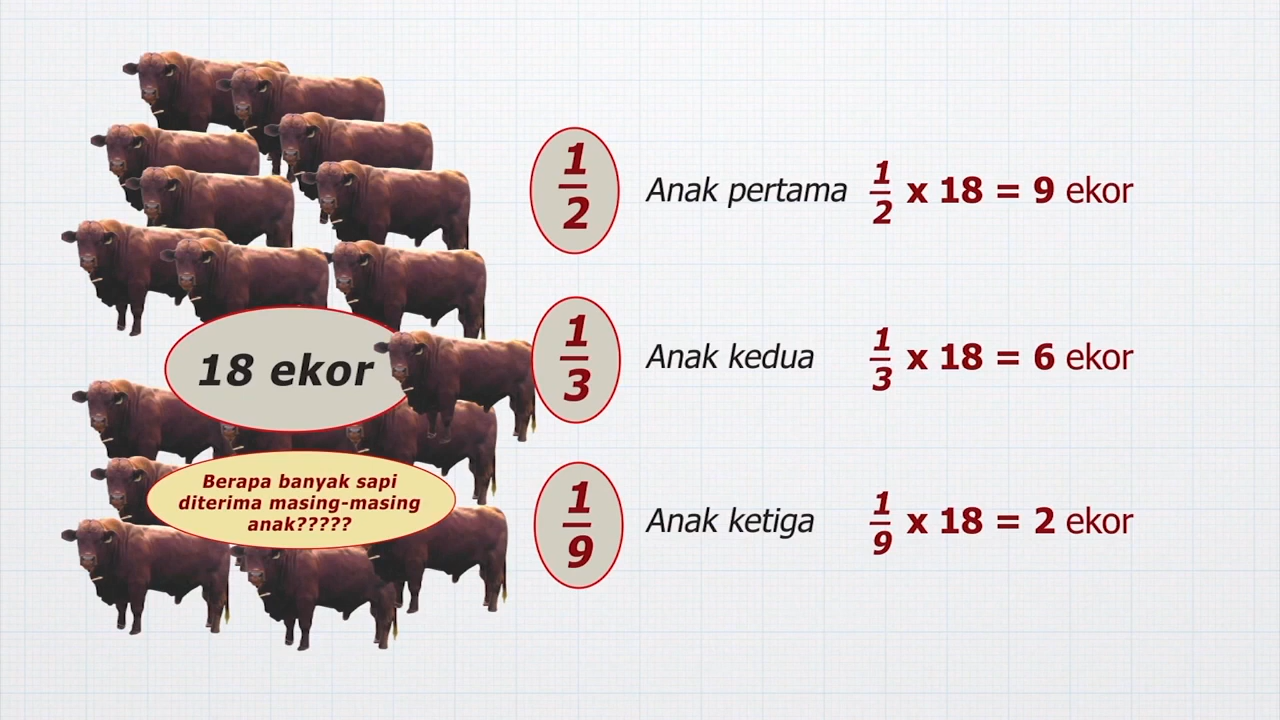 18 ekor
Berapa banyak sapi
diterima masing-masing
anak?????
1/2
Anak pertama 1/2 x 18 = 9 ekor
1/3
Anak kedua 1/3 x 18 = 6 ekor
1/9
Anak ketiga 1/9 x 18 = 2 ekor